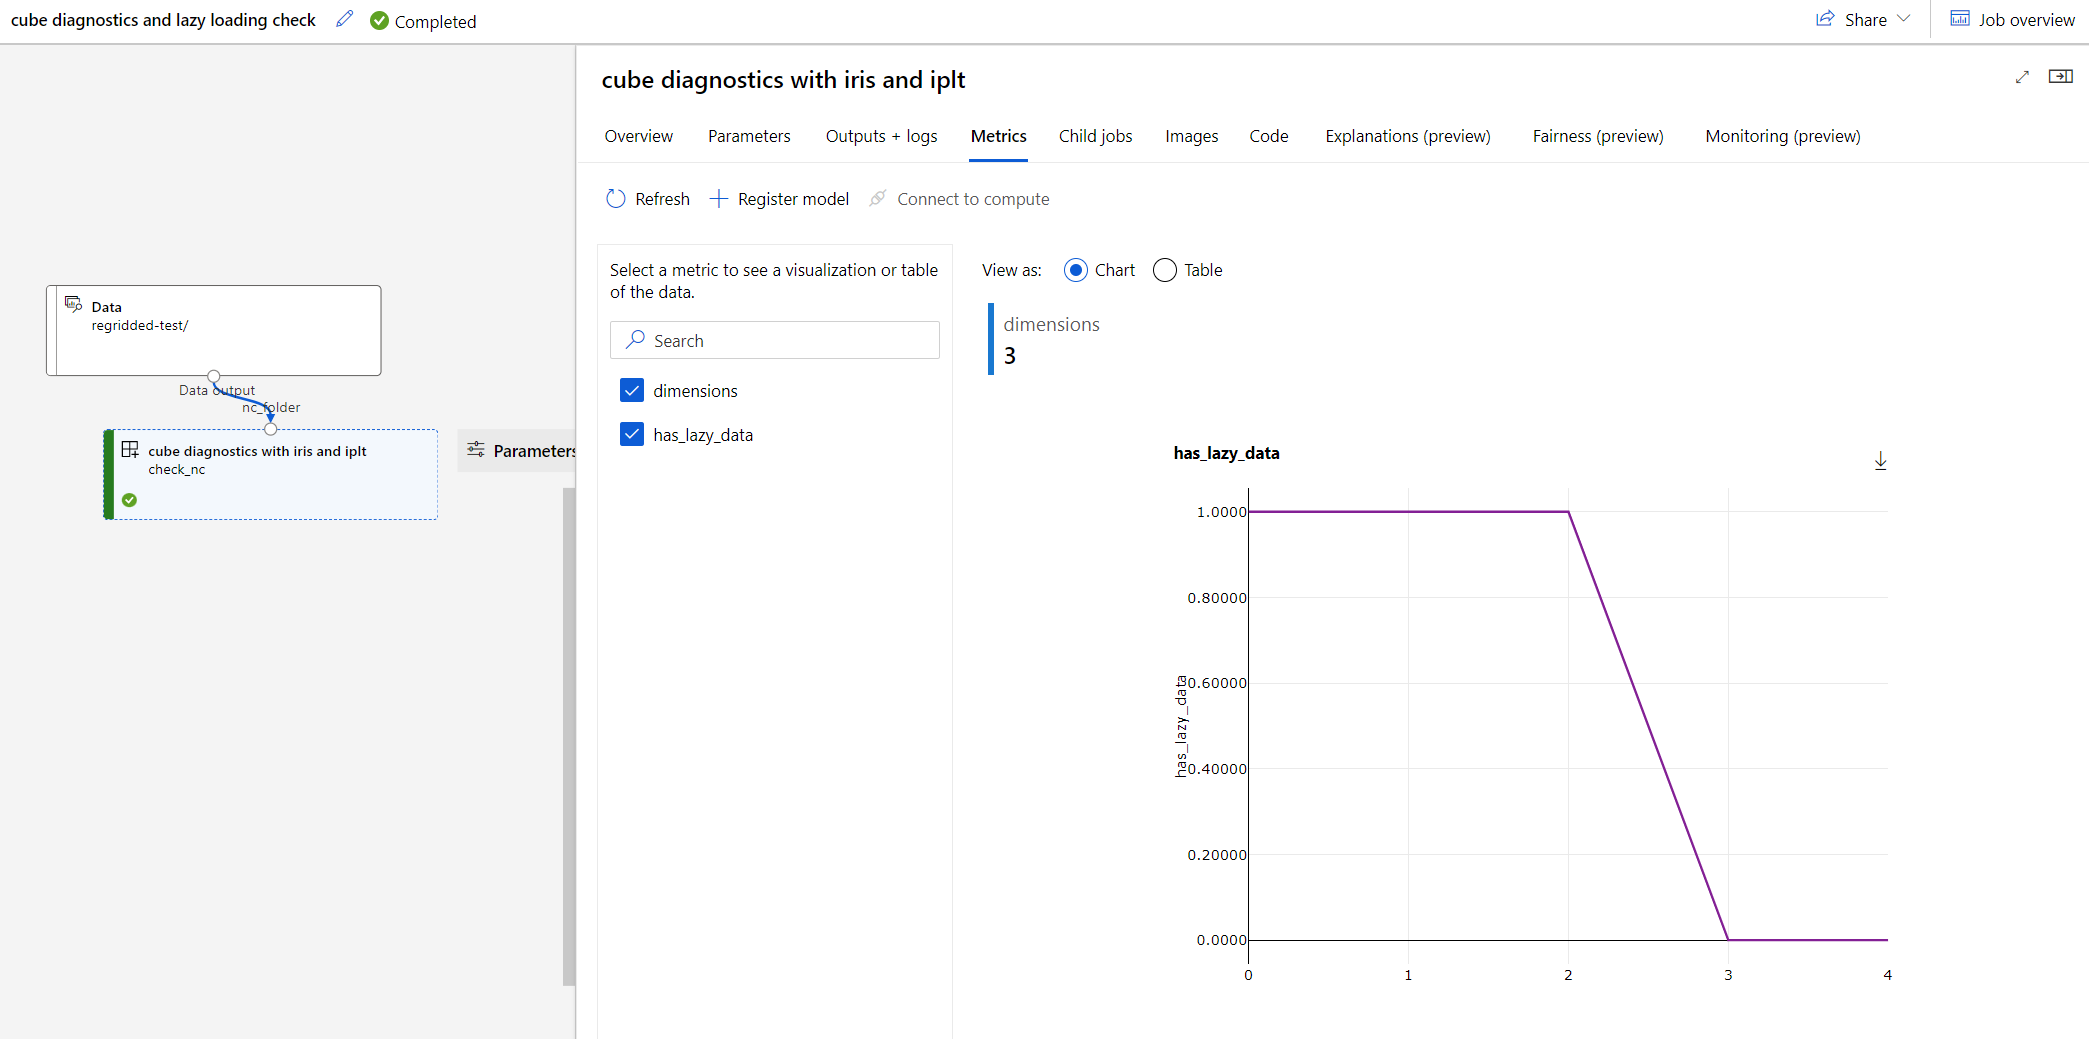 cube diagnostics and lazy loading check
Completed
Share
Job overview
cube diagnostics with iris and iplt
Overview
Parameters
Outputs + logs
Metrics
Child jobs
Images
Code
Explanations (preview)
Fairness (preview)
Monitoring (preview)
Refresh
Register model
Connect to compute
Data
regridded-test/
Data output
nc_folder
cube diagnostics with iris and iplt
check_nc
Parameters
Select a metric to see a visualization or table
of the data.
Search
dimensions
has_lazy_data
View as:
Chart
Table
dimensions
3
has_lazy_data
1.0000
0.80000
0.60000
0.40000
0.20000
0.0000
has_lazy_data
0
1
2
3
4